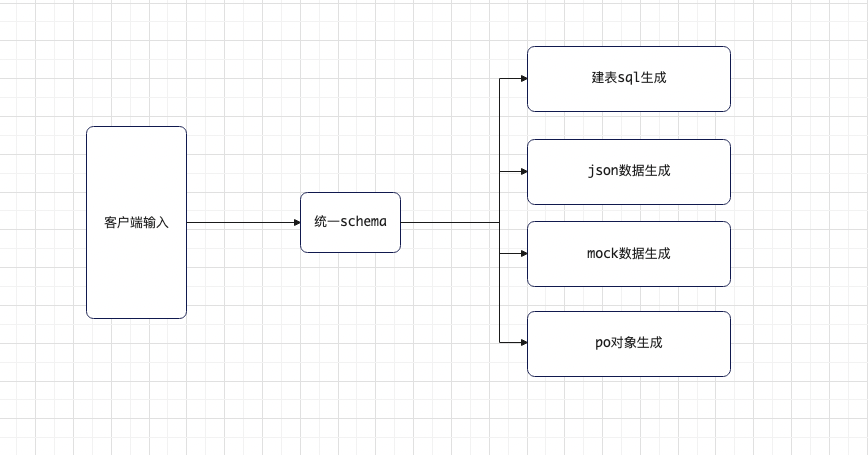 客户端输入
统一schema
建表sql生成
json数据生成
mock数据生成
po对象生成